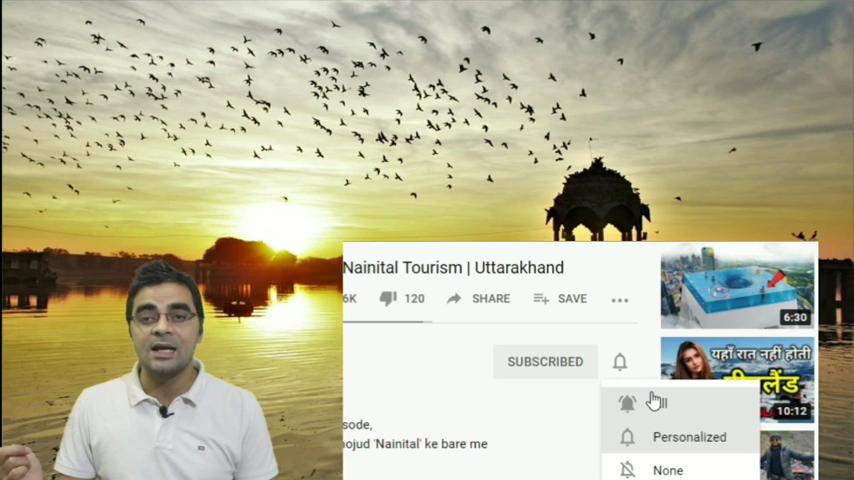 Nainital Tourism | Uttarakhand
6K 120 SHARE SAVE
6:30
SUBSCRIBED
यहाँ रात नहीं होती
10:12
Personalized
None
sode,
nojud 'Nainital' ke bare me